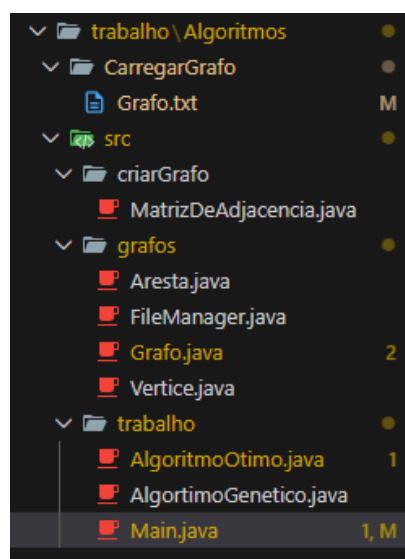 trabalho\Algoritmos
CarregarGrafo
Grafo.txt M
src
criarGrafo
MatrizDeAdjacencia.java
grafos
Aresta.java
FileManager.java
Grafo.java 2
Vertice.java
trabalho
AlgoritmoOtimo.java 1
AlgortimoGenetico.java
Main.java 1, M